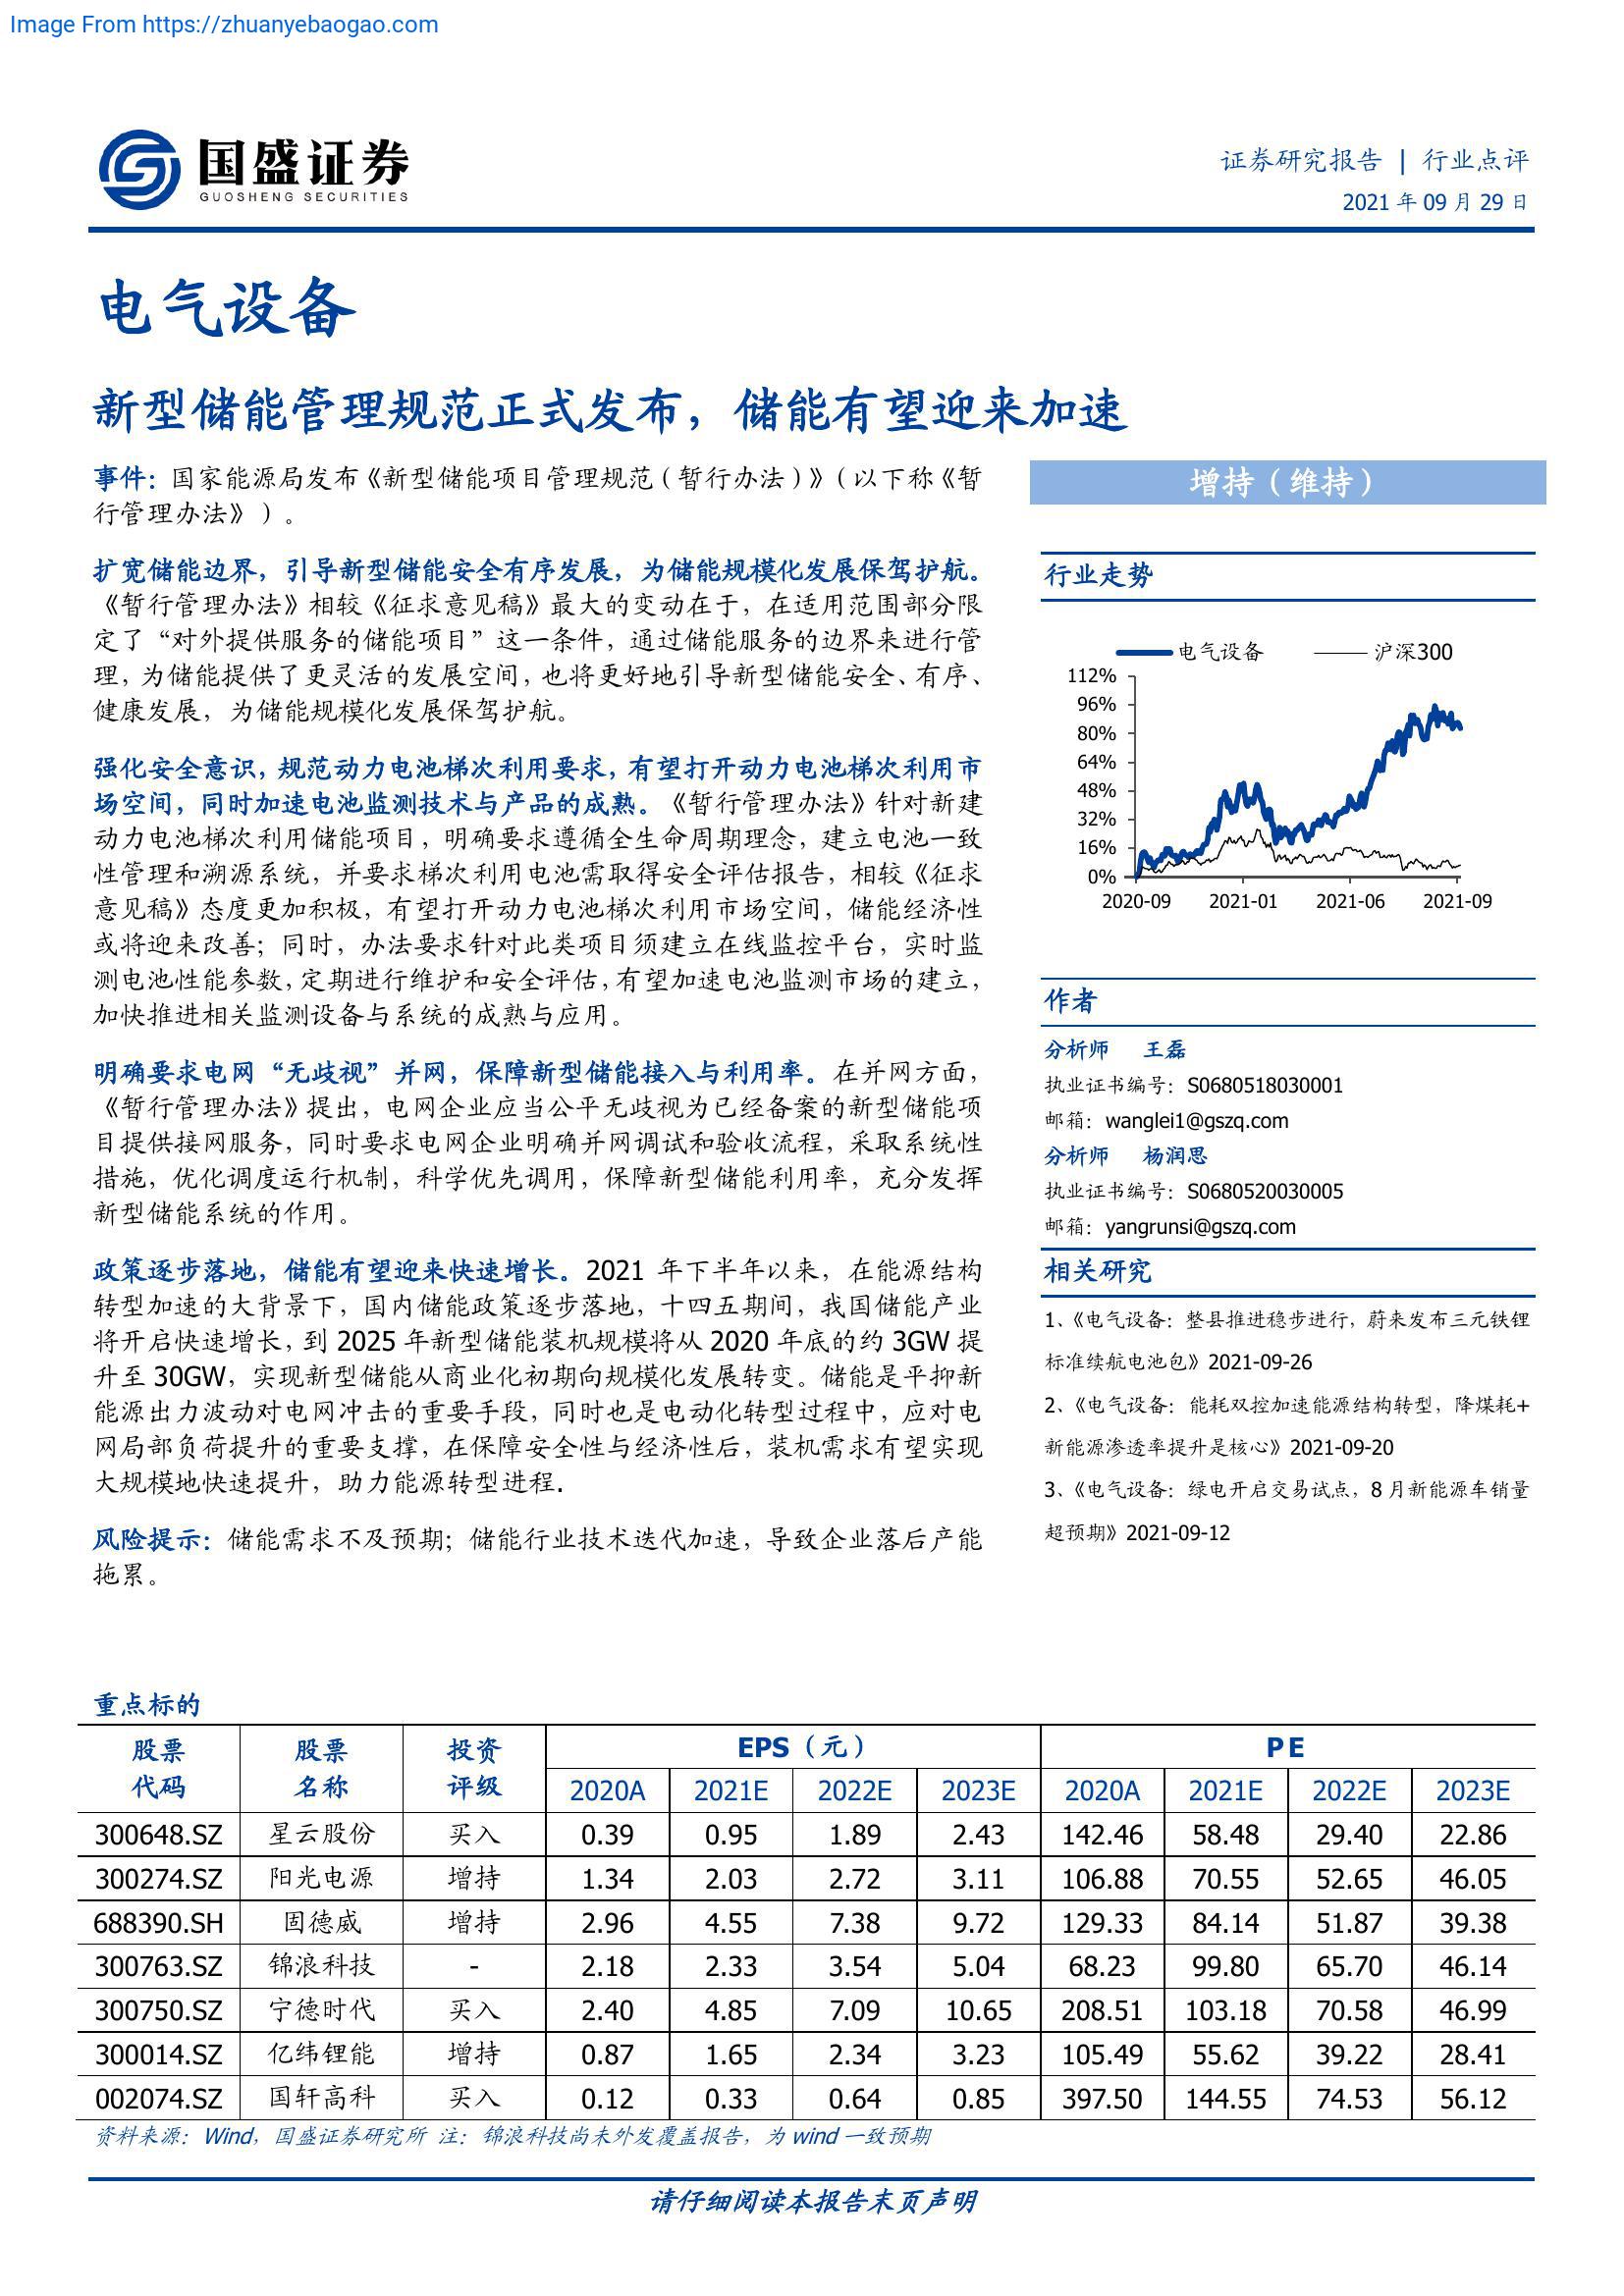 Image From https://zhuanyebaogao.com
国盛证券
GUOSHENG SECURITIES
证券研究报告 | 行业点评
2021 年 09 月 29 日
电气设备
新型储能管理规范正式发布，储能有望迎来加速
事件：国家能源局发布《新型储能项目管理规范（暂行办法）》（以下称《暂
行管理办法》）。
扩宽储能边界，引导新型储能安全有序发展，为储能规模化发展保驾护航。
《暂行管理办法》相较《征求意见稿》最大的变动在于，在适用范围部分限
定了“对外提供服务的储能项目”这一条件，通过储能服务的边界来进行管
理，为储能提供了更灵活的发展空间，也将更好地引导新型储能安全、有序、
健康发展，为储能规模化发展保驾护航。
强化安全意识，规范动力电池梯次利用要求，有望打开动力电池梯次利用市
场空间，同时加速电池监测技术与产品的成熟。《暂行管理办法》针对新建
动力电池梯次利用储能项目，明确要求遵循全生命周期理念，建立电池一致
性管理和溯源系统，并要求梯次利用电池需取得安全评估报告，相较《征求
意见稿》态度更加积极，有望打开动力电池梯次利用市场空间，储能经济性
或将迎来改善；同时，办法要求针对此类项目须建立在线监控平台，实时监
测电池性能参数，定期进行维护和安全评估，有望加速电池监测市场的建立，
加快推进相关监测设备与系统的成熟与应用。
明确要求电网“无歧视”并网，保障新型储能接入与利用率。在并网方面，
《暂行管理办法》提出，电网企业应当公平无歧视为已经备案的新型储能项
目提供接网服务，同时要求电网企业明确并网调试和验收流程，采取系统性
措施，优化调度运行机制，科学优先调用，保障新型储能利用率，充分发挥
新型储能系统的作用。
政策逐步落地，储能有望迎来快速增长。2021 年下半年以来，在能源结构
转型加速的大背景下，国内储能政策逐步落地，十四五期间，我国储能产业
将开启快速增长，到 2025 年新型储能装机规模将从 2020 年底的约 3GW 提
升至 30GW，实现新型储能从商业化初期向规模化发展转变。储能是平抑新
能源出力波动对电网冲击的重要手段，同时也是电动化转型过程中，应对电
网局部负荷提升的重要支撑，在保障安全性与经济性后，装机需求有望实现
大规模地快速提升，助力能源转型进程.
风险提示：储能需求不及预期；储能行业技术迭代加速，导致企业落后产能
拖累。
增持（维持）
行业走势
电气设备 沪深300
112%
96%
80%
64%
48%
32%
16%
0%
2020-09 2021-01 2021-06 2021-09
作者
分析师 王磊
执业证书编号：S0680518030001
邮箱：wanglei1@gszq.com
分析师 杨润思
执业证书编号：S0680520030005
邮箱：yangrunsi@gszq.com
相关研究
1、《电气设备：整县推进稳步进行，蔚来发布三元铁锂
标准续航电池包》2021-09-26
2、《电气设备：能耗双控加速能源结构转型，降煤耗+
新能源渗透率提升是核心》2021-09-20
3、《电气设备：绿电开启交易试点，8 月新能源车销量
超预期》2021-09-12
重点标的
股票 股票 投资 EPS（元） PE
代码 名称 评级 2020A 2021E 2022E 2023E 2020A 2021E 2022E 2023E
300648.SZ 星云股份 买入 0.39 0.95 1.89 2.43 142.46 58.48 29.40 22.86
300274.SZ 阳光电源 增持 1.34 2.03 2.72 3.11 106.88 70.55 52.65 46.05
688390.SH 固德威 增持 2.96 4.55 7.38 9.72 129.33 84.14 51.87 39.38
300763.SZ 锦浪科技 - 2.18 2.33 3.54 5.04 68.23 99.80 65.70 46.14
300750.SZ 宁德时代 买入 2.40 4.85 7.09 10.65 208.51 103.18 70.58 46.99
300014.SZ 亿纬锂能 增持 0.87 1.65 2.34 3.23 105.49 55.62 39.22 28.41
002074.SZ 国轩高科 买入 0.12 0.33 0.64 0.85 397.50 144.55 74.53 56.12
资料来源：Wind，国盛证券研究所 注：锦浪科技尚未外发覆盖报告，为 wind 一致预期
请仔细阅读本报告末页声明